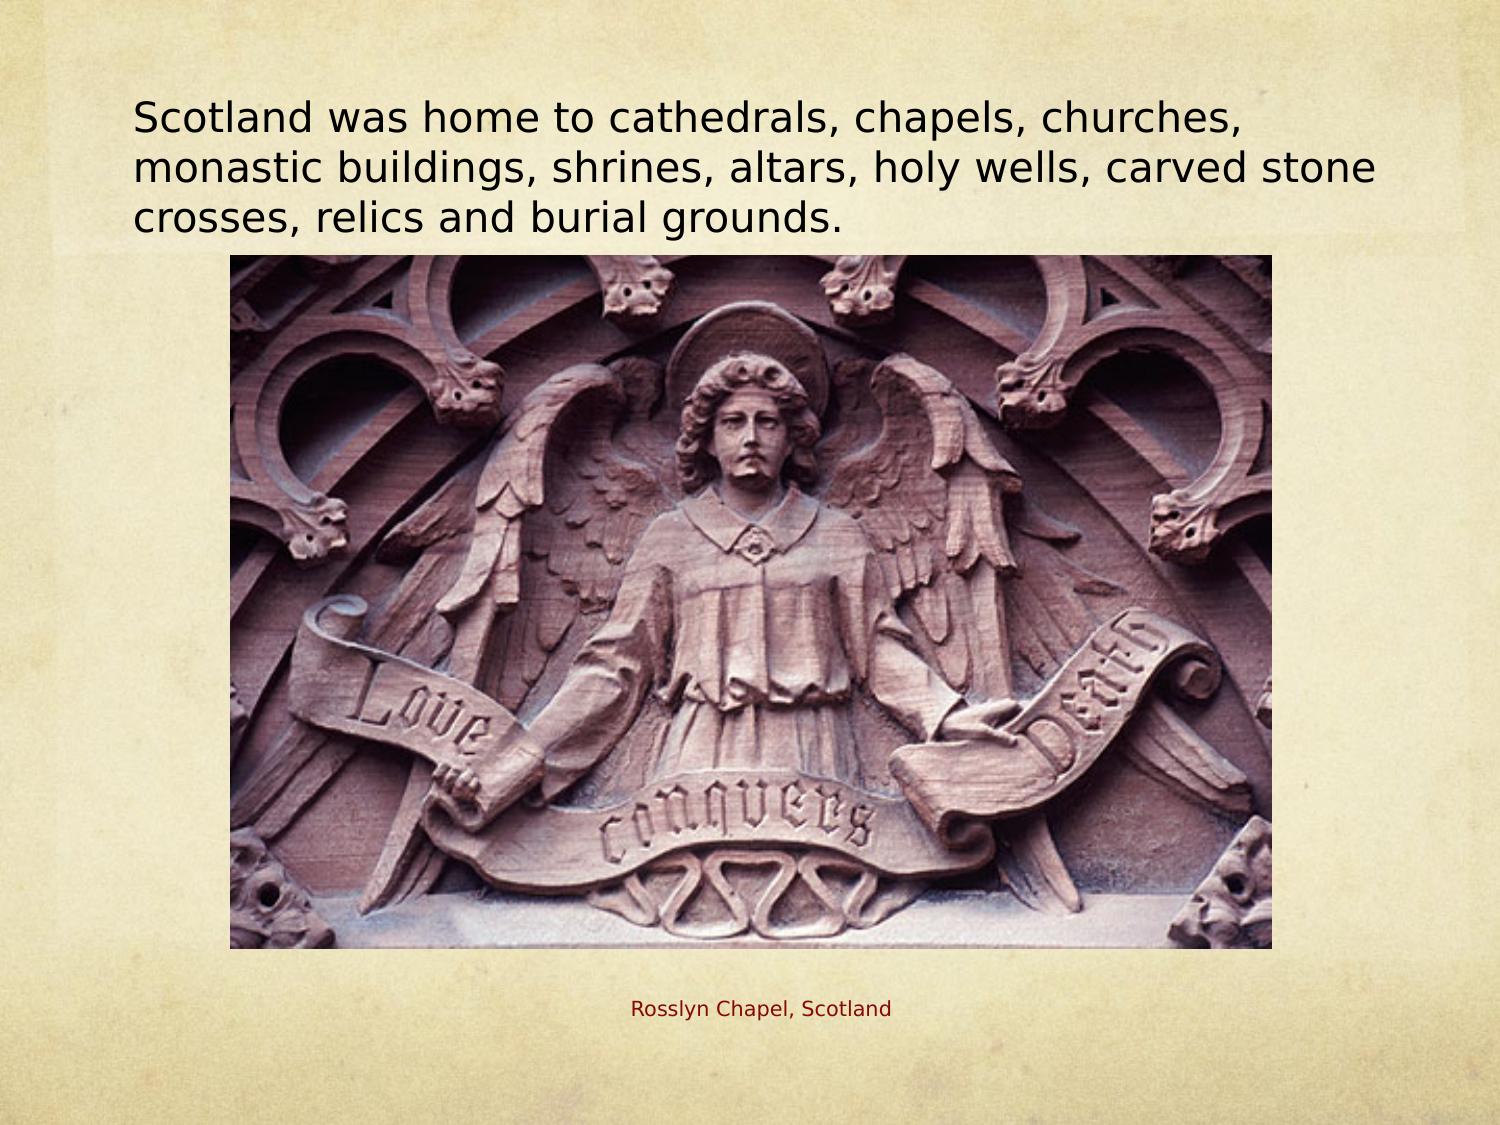 Scotland was home to cathedrals, chapels, churches,
monastic buildings, shrines, altars, holy wells, carved stone
crosses, relics and burial grounds.
Love
conquers
Death
Rosslyn Chapel, Scotland